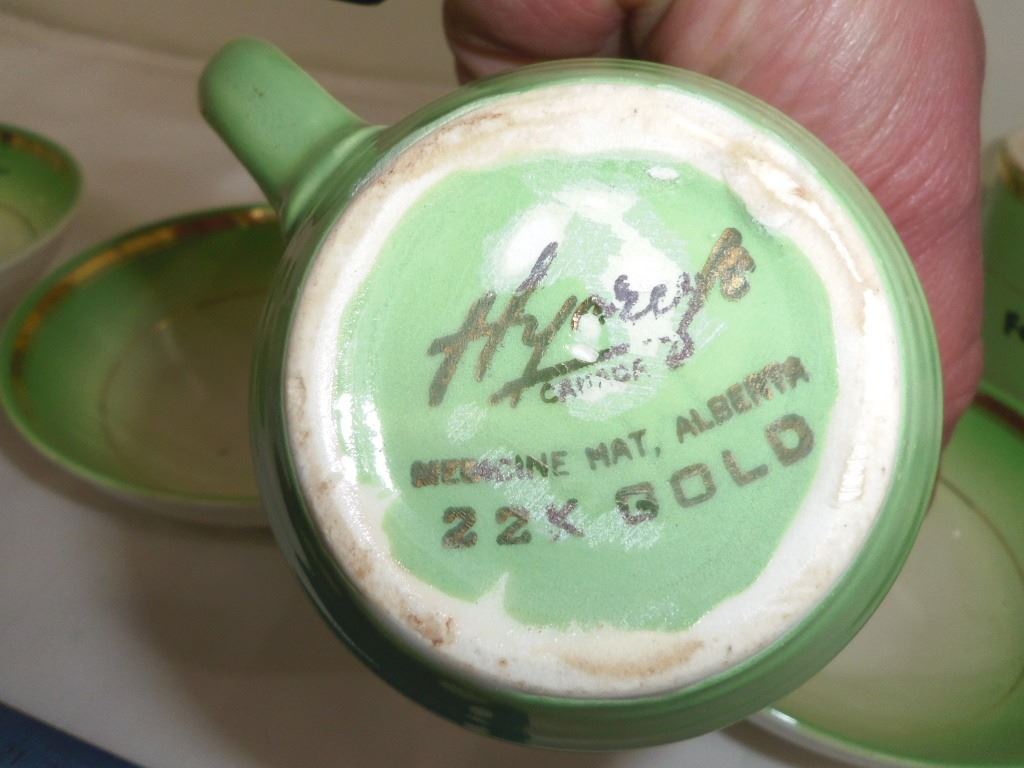 Hycroft
CANADA
MEDICINE HAT, ALBERTA
22K GOLD